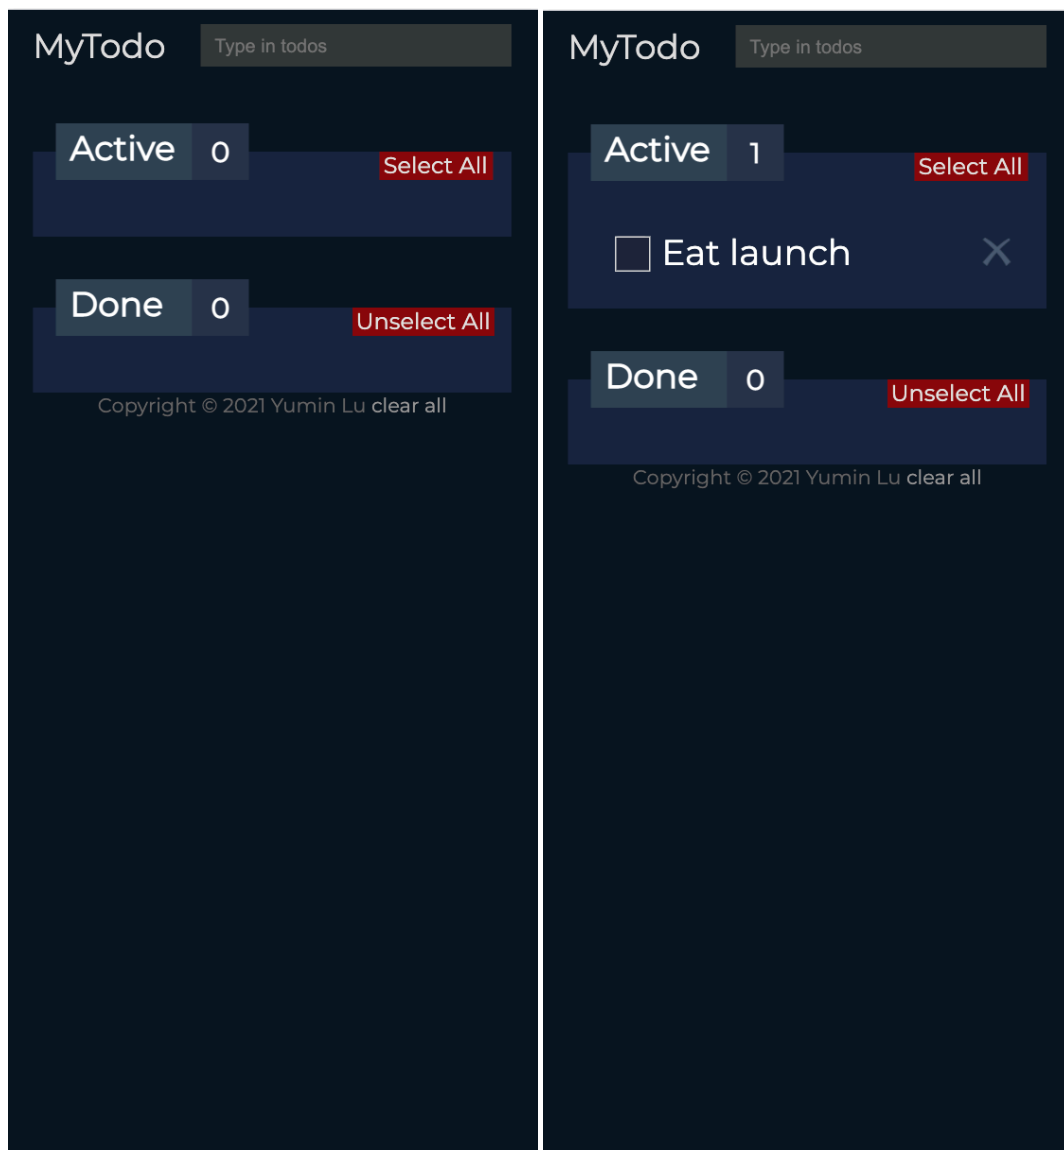 MyTodo Type in todos
Active 0
Select All
Done 0
Unselect All
Copyright © 2021 Yumin Lu clear all
MyTodo Type in todos
Active 1
Select All
Eat launch
Done 0
Unselect All
Copyright © 2021 Yumin Lu clear all